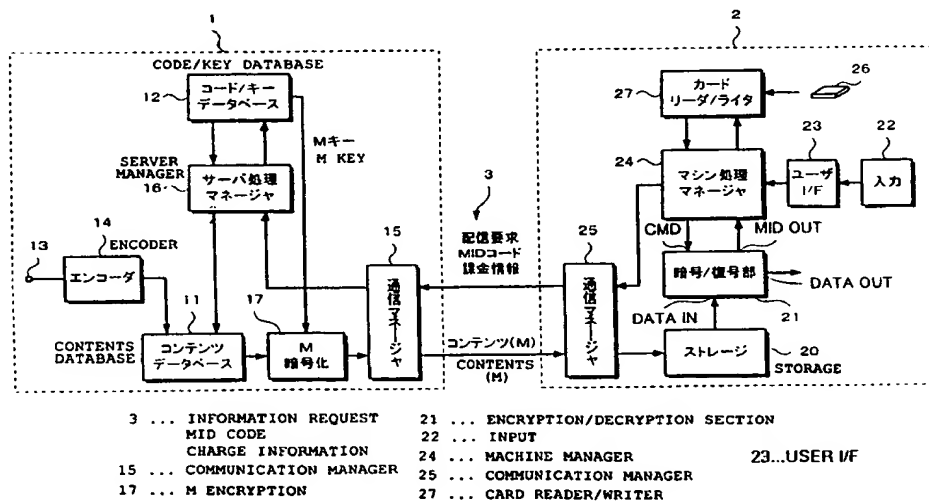 1
CODE/KEY DATABASE
12
コード/キー
データベース
Mキー
M KEY
SERVER
MANAGER
16
サーバ処理
マネージャ
14
ENCODER
13
エンコーダ
11
CONTENTS
DATABASE
コンテンツ
データベース
17
M
暗号化
15
通信マネージャ
3
配信要求
MIDコード
課金情報
コンテンツ(M)
CONTENTS
(M)
2
27
カード
リーダ/ライタ
26
24
マシン処理
マネージャ
23
ユーザ
I/F
22
入力
CMD
MID OUT
暗号/復号部
DATA OUT
DATA IN
21
25
通信マネージャ
ストレージ
20
STORAGE
3 ... INFORMATION REQUEST
MID CODE
CHARGE INFORMATION
15 ... COMMUNICATION MANAGER
17 ... M ENCRYPTION
21 ... ENCRYPTION/DECRYPTION SECTION
22 ... INPUT
24 ... MACHINE MANAGER
25 ... COMMUNICATION MANAGER
27 ... CARD READER/WRITER
23...USER I/F